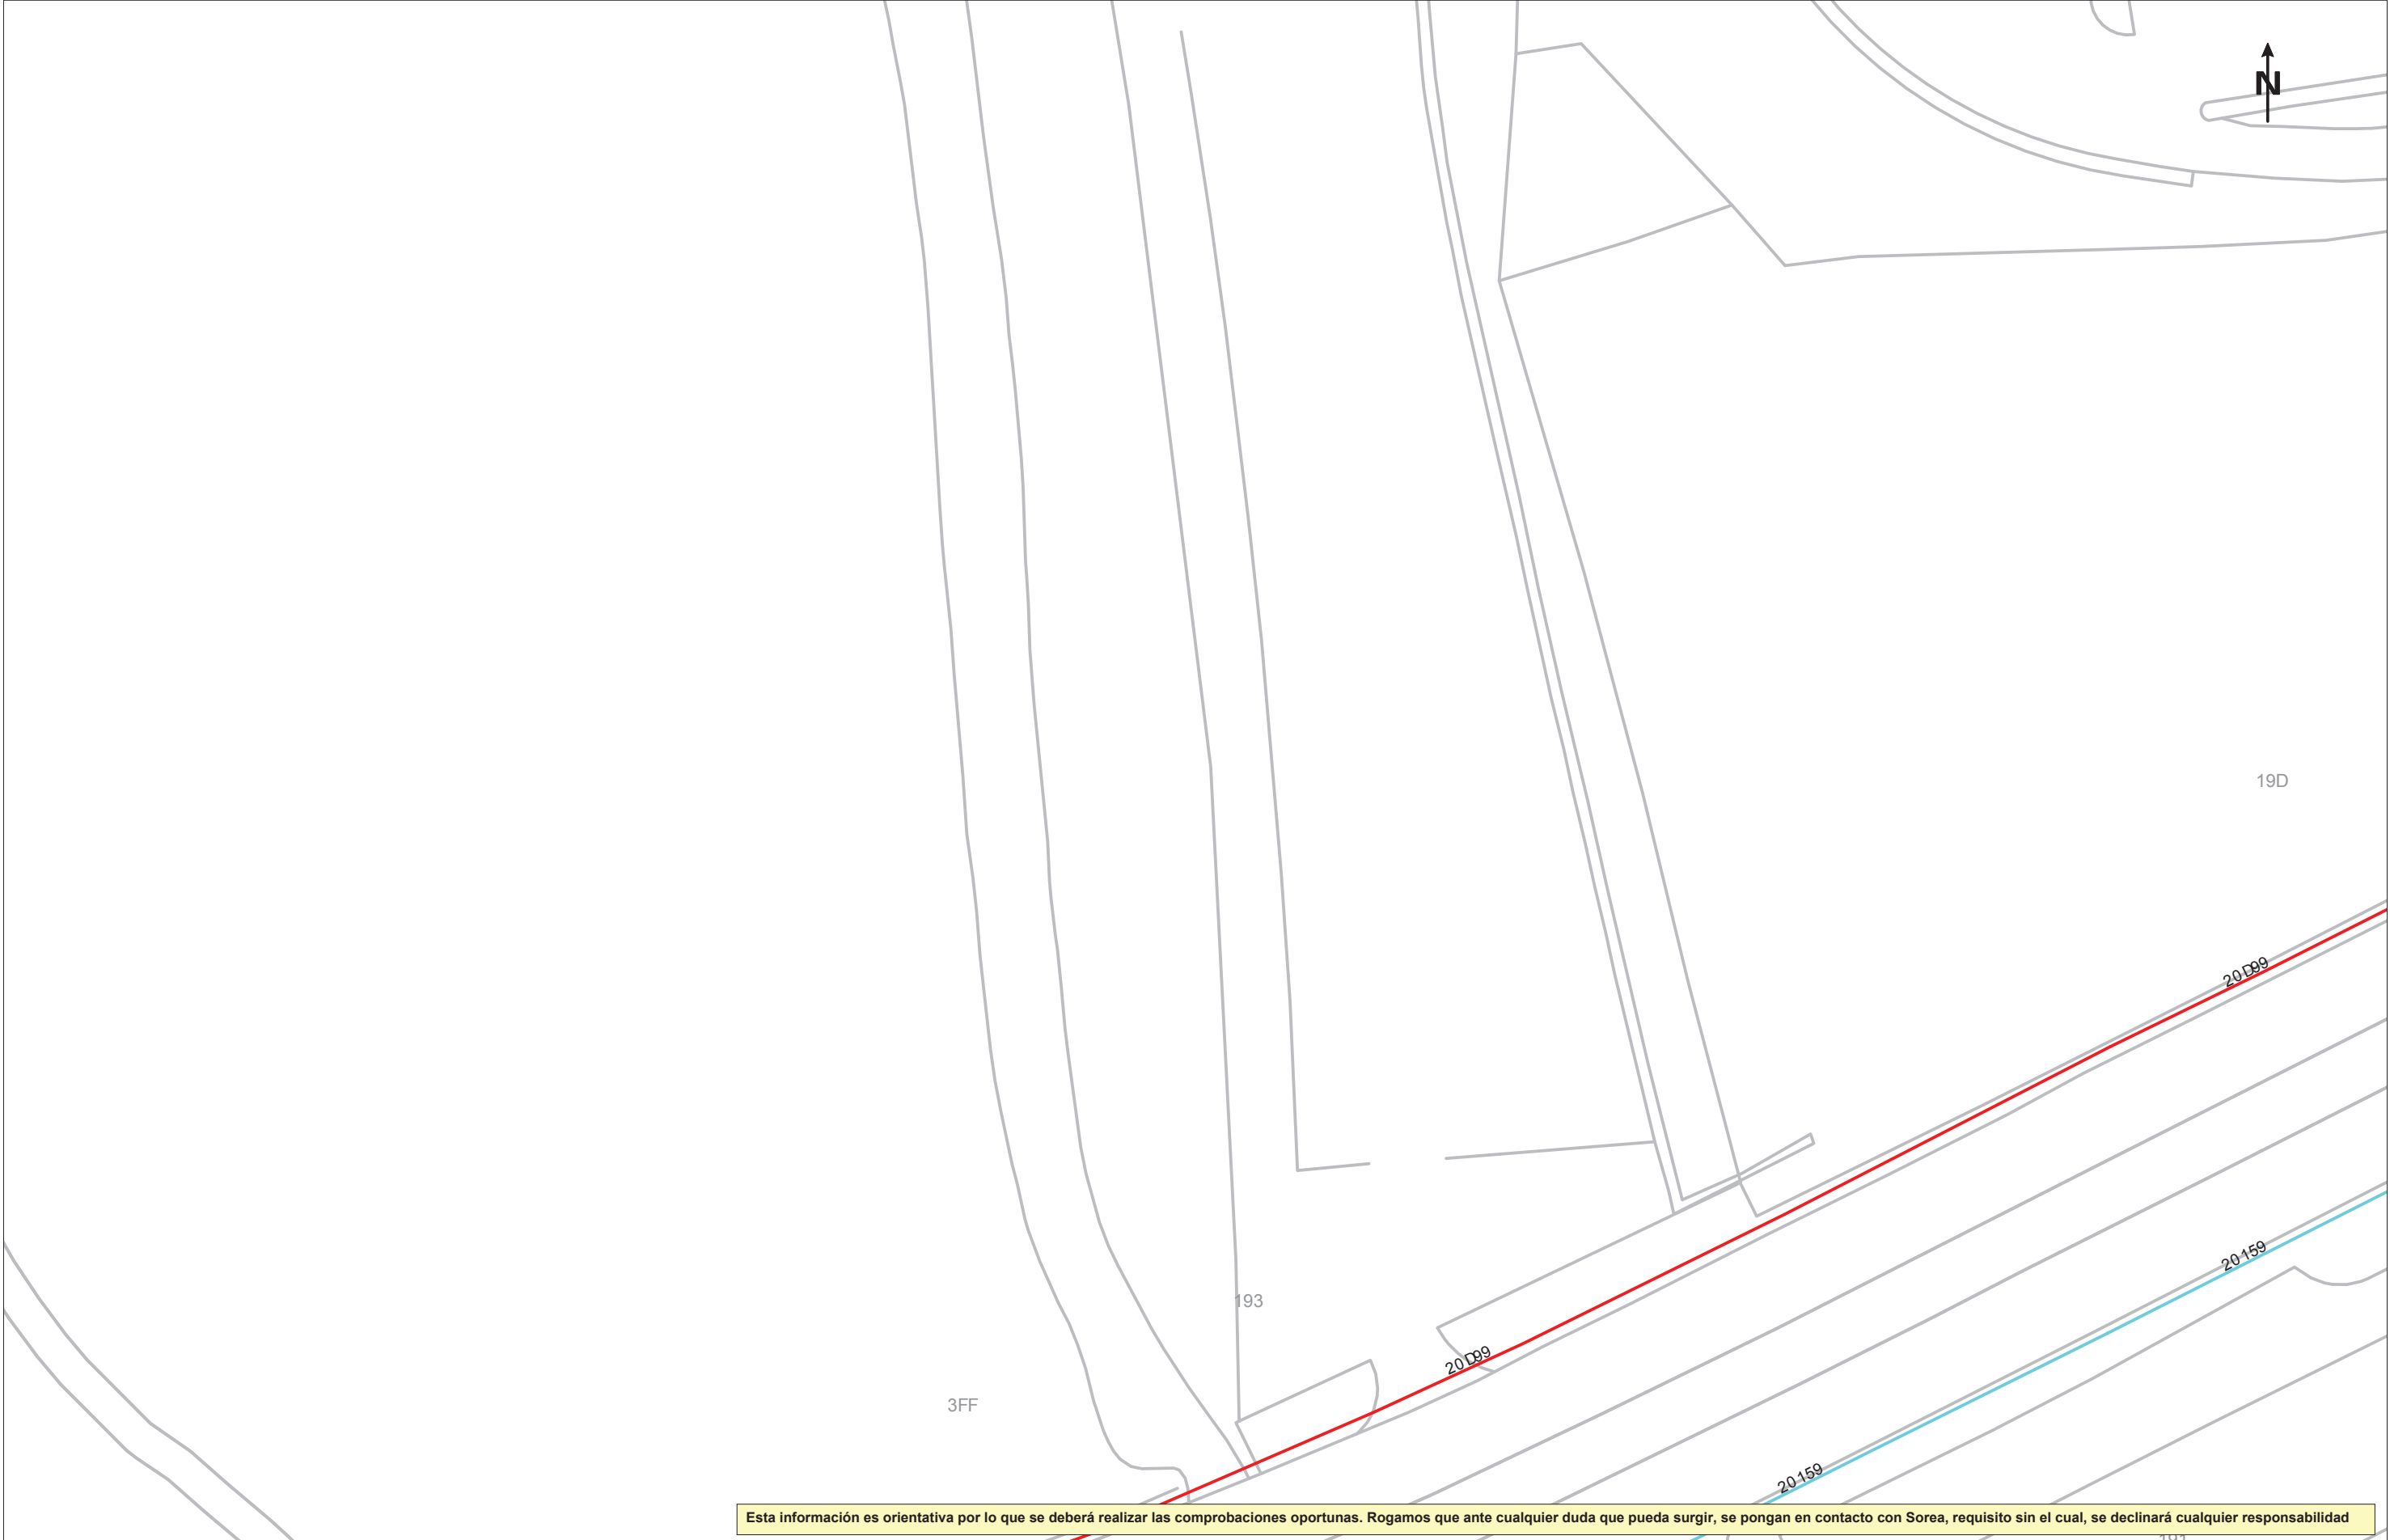 N
19D
20 D99
20 159
193
20 D99
3FF
20 159
Esta información es orientativa por lo que se deberá realizar las comprobaciones oportunas. Rogamos que ante cualquier duda que pueda surgir, se pongan en contacto con Sorea, requisito sin el cual, se declinará cualquier responsabilidad